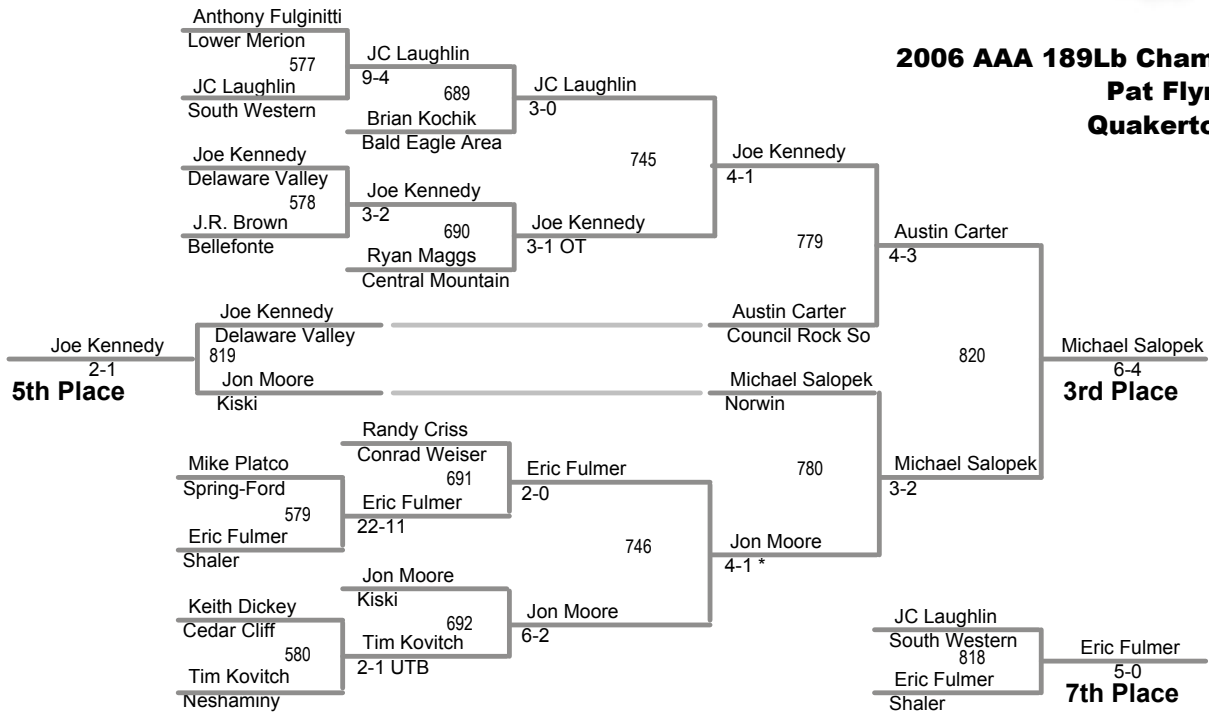 Anthony Fulginitti
Lower Merion
577
JC Laughlin
South Western
JC Laughlin
9-4
689
Brian Kochik
Bald Eagle Area
JC Laughlin
3-0
2006 AAA 189Lb
Pat
Joe Kennedy
Delaware Valley
578
J.R. Brown
Bellefonte
Joe Kennedy
3-2
690
Ryan Maggs
Central Mountain
Joe Kennedy
3-1 OT
745
Joe Kennedy
4-1
779
Austin Carter
Council Rock So
Austin Carter
4-3
Joe Kennedy
Delaware Valley
Joe Kennedy
2-1
819
5th Place
Jon Moore
Kiski
820
Michael Salopek
6-4
3rd Place
Michael Salopek
Norwin
780
Michael Salopek
3-2
Randy Criss
Conrad Weiser
691
Mike Platco
Spring-Ford
579
Eric Fulmer
Shaler
Eric Fulmer
22-11
Eric Fulmer
2-0
746
Jon Moore
4-1 *
Jon Moore
Kiski
692
Keith Dickey
Cedar Cliff
580
Tim Kovitch
Neshaminy
Tim Kovitch
2-1 UTB
Jon Moore
6-2
JC Laughlin
South Western
818
Eric Fulmer
Shaler
Eric Fulmer
5-0
7th Place